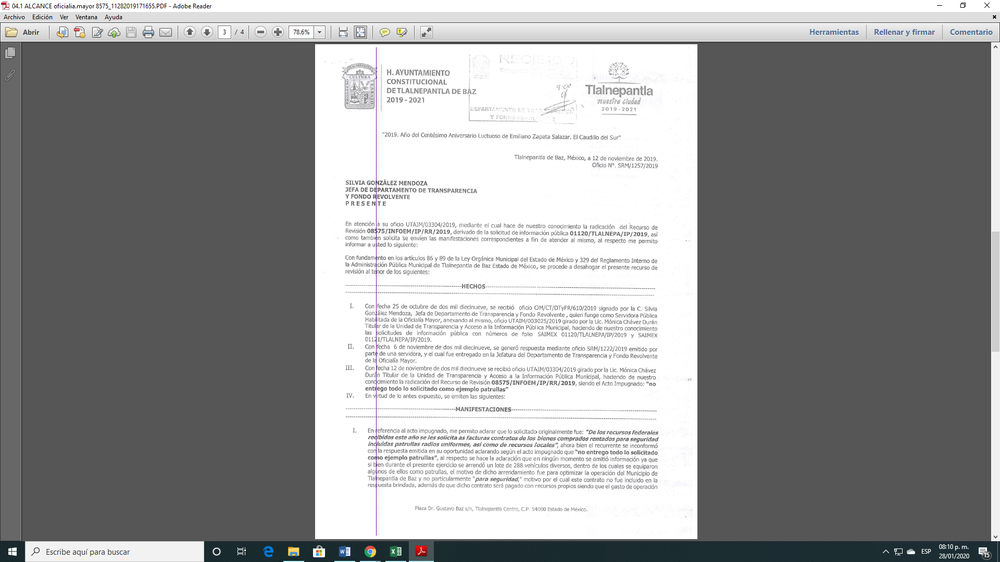 04.1 ALCANCE oficialia.mayor 8575_11282019171655.PDF - Adobe Reader
Archivo Edición Ver Ventana Ayuda
Abrir 3 / 4 78.6% Herramientas Rellenar y firmar Comentario
TLALNEPANTLA
CULTURA
PROGRESO
TRABAJO
H. AYUNTAMIENTO
CONSTITUCIONAL
DE TLALNEPANTLA DE BAZ
2019 - 2021
RECIBIDO
9:00
DEPARTAMENTO DE TRANSPARENCIA
Y FONDO REVOLVENTE
Tlalnepantla
nuestra ciudad
2019 - 2021
“2019. Año del Centésimo Aniversario Luctuoso de Emiliano Zapata Salazar. El Caudillo del Sur”
Tlalnepantla de Baz, México, a 12 de noviembre de 2019.
Oficio Nº. SRM/1257/2019
SILVIA GONZÁLEZ MENDOZA
JEFA DE DEPARTAMENTO DE TRANSPARENCIA
Y FONDO REVOLVENTE
P R E S E N T E
En atención a su oficio UTAIM/03304/2019, mediante el cual hace de nuestro conocimiento la radicación del Recurso de
Revisión 08575/INFOEM/IP/RR/2019, derivado de la solicitud de información pública 01120/TLALNEPA/IP/2019, así
como también solicita se envíen las manifestaciones correspondientes a fin de atender al mismo, al respecto me permito
informar a usted lo siguiente:
Con fundamento en los artículos 86 y 89 de la Ley Orgánica Municipal del Estado de México y 329 del Reglamento Interno de
la Administración Pública Municipal de Tlalnepantla de Baz Estado de México, se procede a desahogar el presente recurso de
revisión al tenor de los siguientes:
HECHOS
I. Con fecha 25 de octubre de dos mil diecinueve, se recibió oficio OM/CT/DTyFR/610/2019 signado por la C. Silvia
González Mendoza, Jefa de Departamento de Transparencia y Fondo Revolvente , quien funge como Servidora Pública
Habilitada de la Oficialía Mayor, anexando al mismo, oficio UTAIM/003025/2019 girado por la Lic. Mónica Chávez Durán
Titular de la Unidad de Transparencia y Acceso a la Información Pública Municipal, haciendo de nuestro conocimiento
las solicitudes de información pública con números de folio SAIMEX 01120/TLALNEPA/IP/2019 y SAIMEX
01121/TLALNEPA/IP/2019.
II. Con fecha 6 de noviembre de dos mil diecinueve, se generó respuesta mediante oficio SRM/1222/2019 emitido por
parte de una servidora, y el cual fue entregado en la Jefatura del Departamento de Transparencia y Fondo Revolvente
de la Oficialía Mayor.
III. Con fecha 12 de noviembre de dos mil diecinueve se recibió oficio UTAIM/03304/2019 girado por la Lic. Mónica Chávez
Durán Titular de la Unidad de Transparencia y Acceso a la Información Pública Municipal, haciendo de nuestro
conocimiento la radicación del Recurso de Revisión 08575/INFOEM/IP/RR/2019, siendo el Acto Impugnado: “no
entrego todo lo solicitado como ejemplo patrullas”
IV. En virtud de lo antes expuesto, se emiten las siguientes:
MANIFESTACIONES
I. En referencia al acto impugnado, me permito aclarar que lo solicitado originalmente fue: “De los recursos federales
recibidos este año se les solicita as facturas contratos de los bienes comprados rentados para seguridad
incluidas patrullas radios uniformes, así como de recursos locales”, ahora bien el recurrente se inconformó
con la respuesta emitida en su oportunidad aclarando según el acto impugnado que “no entrego todo lo solicitado
como ejemplo patrullas”, al respecto se hace la aclaración que en ningún momento se omitió información ya que
si bien durante el presente ejercicio se arrendó un lote de 288 vehículos diversos, dentro de los cuales se equiparon
algunos de ellos como patrullas, el motivo de dicho arrendamiento fue para optimizar la operación del Municipio de
Tlalnepantla de Baz y no particularmente “para seguridad,” motivo por el cual este contrato no fue incluido en la
respuesta brindada, además de que dicho contrato será pagado con recursos propios siendo que el gasto de operación
Plaza Dr. Gustavo Baz s/n, Tlalnepantla Centro, C.P. 54000 Estado de México.
Escribe aquí para buscar
ESP
08:10 p. m.
28/01/2020
15